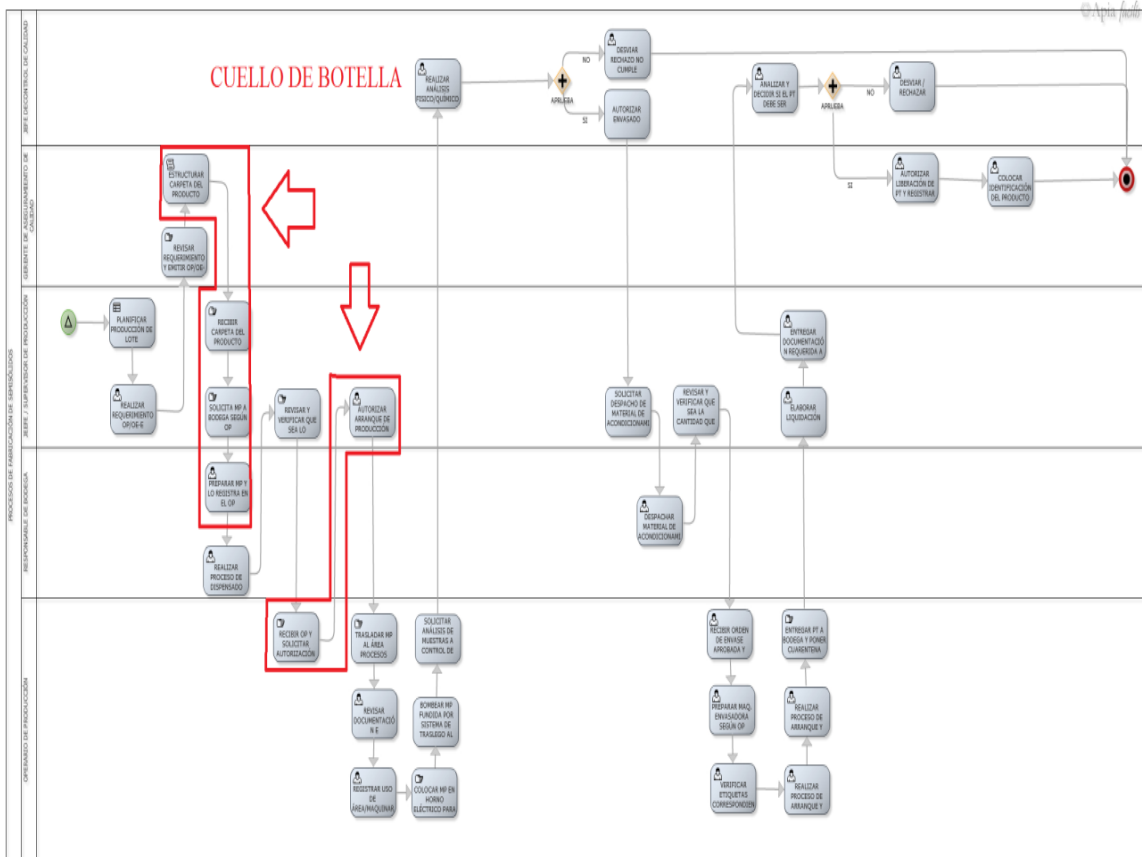 ©Apia fácilis
PROCESOS DE FABRICACIÓN DE SEMISÓLIDOS
JEFE DECONTROL DE CALIDAD
CUELLO DE BOTELLA
REALIZAR
ANÁLISIS
FISICO/QUÍMICO
APRUEBA
NO
SI
DESVIAR
RECHAZO NO
CUMPLE
AUTORIZAR
ENVASADO
ANALIZAR Y
DECIDIR SI EL PT
DEBE SER
APRUEBA
NO
SI
DESVIAR /
RECHAZAR
GERENTE DE ASEGURAMIENTO DE
CALIDAD
ESTRUCTURAR
CARPETA DEL
PRODUCTO
REVISAR
REQUERIMIENTO
Y EMITIR OP/OE-
AUTORIZAR
LIBERACIÓN DE
PT Y REGISTRAR
COLOCAR
IDENTIFICACIÓN
DEL PRODUCTO
JEEFE / SUPERVISOR DE PRODUCCIÓN
PLANIFICAR
PRODUCCIÓN DE
LOTE
REALIZAR
REQUERIMIENTO
OP/OE-E
RECIBIR
CARPETA DEL
PRODUCTO
SOLICITA MP A
BODEGA SEGÚN
OP
REVISAR Y
VERIFICAR QUE
SEA LO
AUTORIZAR
ARRANQUE DE
PRODUCCIÓN
SOLICITAR
DESPACHO DE
MATERIAL DE
ACONDICIONAMI
REVISAR Y
VERIFICAR QUE
SEA LA
CANTIDAD QUE
ENTREGAR
DOCUMENTACIÓ
N REQUERIDA A
ELABORAR
LIQUIDACIÓN
RESPONSABLE DE BODEGA
PREPARAR MP Y
LO REGISTRA EN
EL OP
REALIZAR
PROCESO DE
DISPENSADO
DESPACHAR
MATERIAL DE
ACONDICIONAMI
OPERARIO DE PRODUCCIÓN
RECIBIR OP Y
SOLICITAR
AUTORIZACIÓN
TRASLADAR MP
AL ÁREA
PROCESOS
REVISAR
DOCUMENTACIÓ
N E
REGISTRAR USO
DE
ÁREA/MAQUINAR
COLOCAR MP EN
HORNO
ELÉCTRICO PARA
BOMBEAR MP
FUNDIDA POR
SISTEMA DE
TRASLIEGO AL
SOLICITAR
ANÁLISIS DE
MUESTRAS A
CONTROL DE
RECIBIR ORDEN
DE ENVASE
APROBADA Y
PREPARAR MAQ.
ENVASADORA
SEGÚN OP
VERIFICAR
ETIQUETAS
CORRESPONDIEN
REALIZAR
PROCESO DE
ARRANQUE Y
REALIZAR
PROCESO DE
ARRANQUE Y
ENTREGAR PT A
BODEGA Y PONER
CUARENTENA